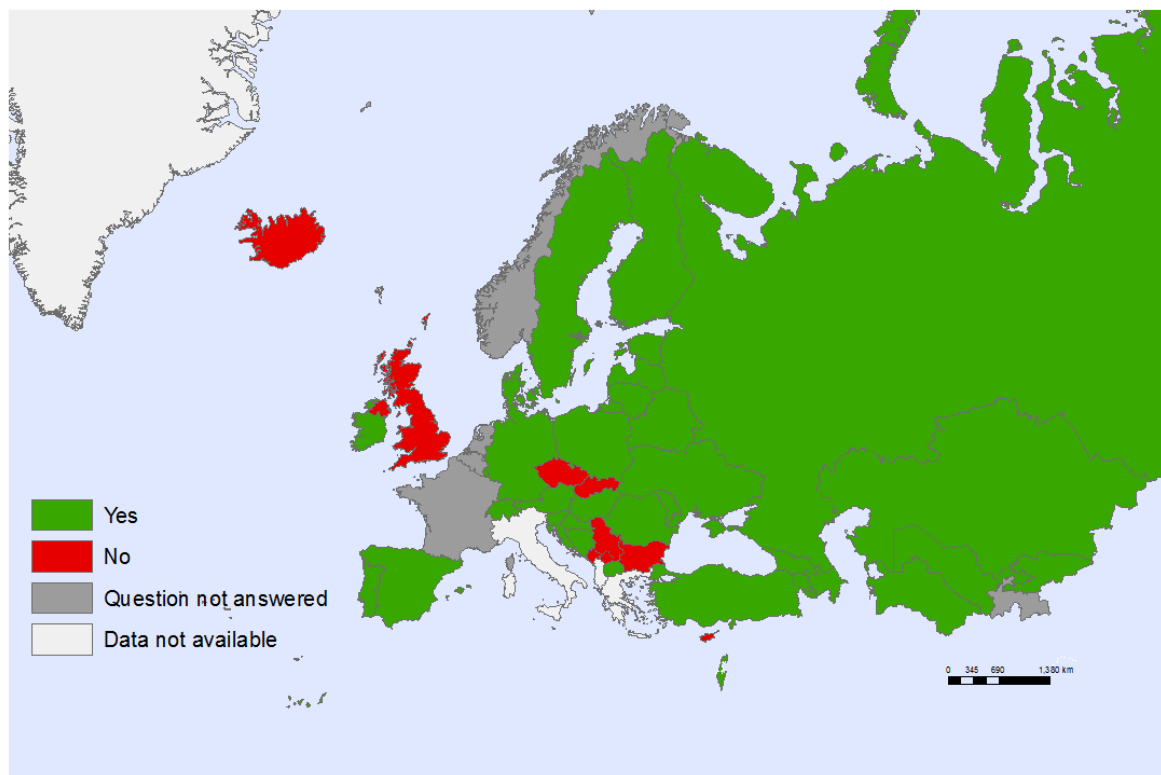 Yes
No
Question not answered
Data not available
0 345 690 1,380 km